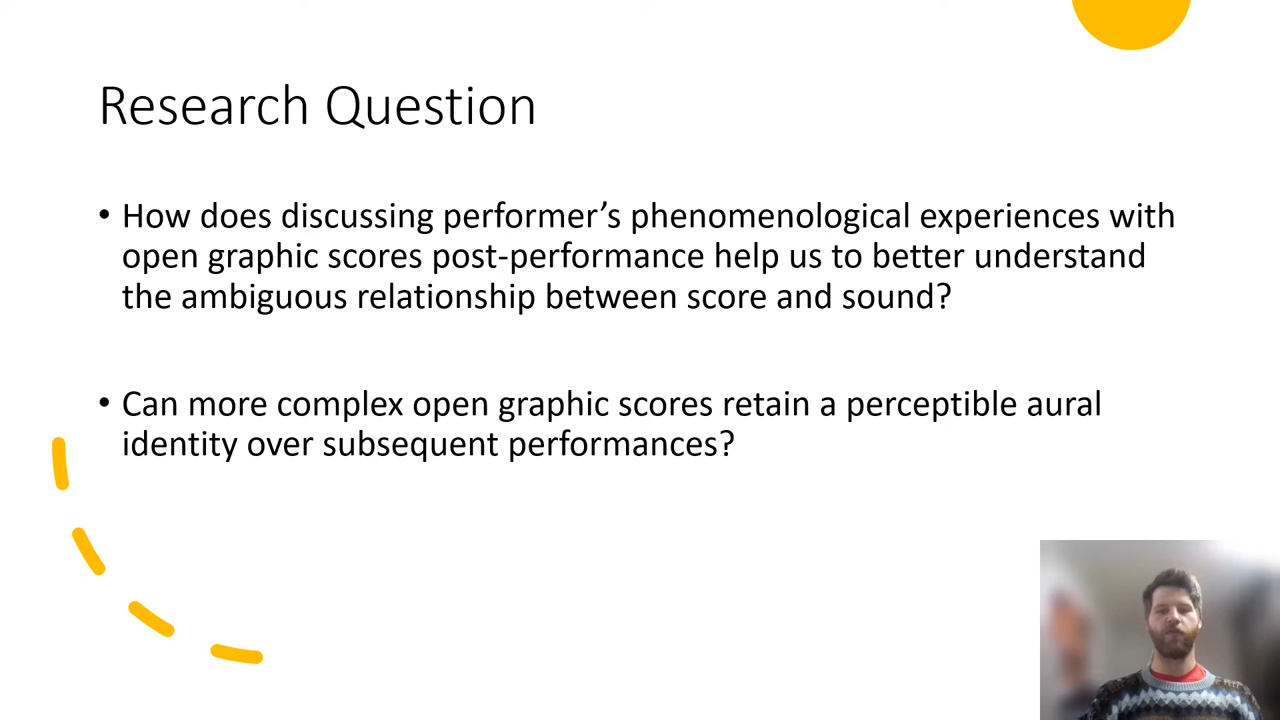 Research Question
• How does discussing performer’s phenomenological experiences with
open graphic scores post-performance help us to better understand
the ambiguous relationship between score and sound?
• Can more complex open graphic scores retain a perceptible aural
identity over subsequent performances?